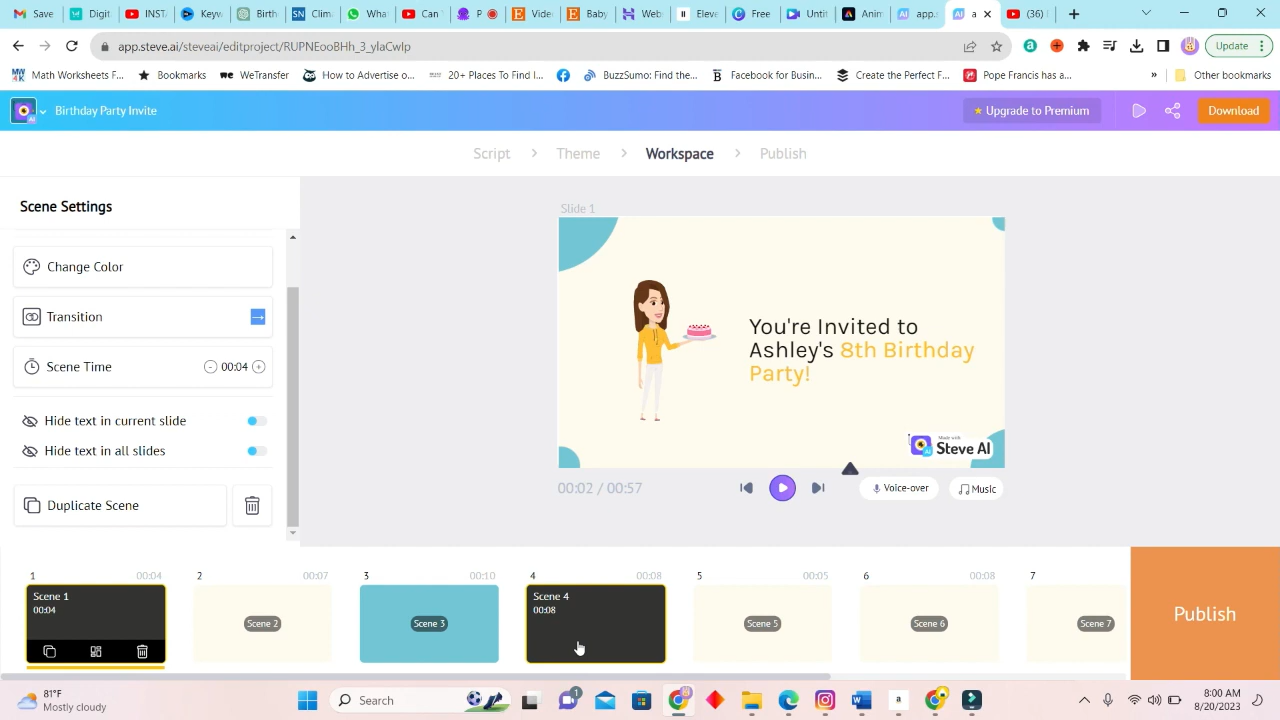 Save
Digit
YouT
Keyw
Birth
Clim
What
Can
P
Vide
Baby
Web
Eleve
Crea
Until
Anin
app.s
a
(36)
app.steve.ai/steveai/editproject/
Update
Math Worksheets F...
Bookmarks
WeTransfer
How to Advertise o...
20+ Places To Find I...
BuzzSumo: Find the...
Facebook for Busin...
Create the Perfect F...
Pope Francis has a...
»
Other bookmarks
Birthday Party Invite
Upgrade to Premium
Download
Script > Theme > Workspace > Publish
Scene Settings
Change Color
Transition
Scene Time
00:04
Hide text in current slide
Hide text in all slides
Duplicate Scene
Slide 1
You're Invited to
Ashley's 8th Birthday
Party!
Made with
Steve AI
00:02 / 00:57
Voice-over
Music
1 00:04
2 00:07
3 00:10
4 00:08
5 00:05
6 00:08
7
Scene 1
00:04
Scene 2
Scene 3
Scene 4
00:08
Scene 5
Scene 6
Scene 7
Publish
81°F
Mostly cloudy
Search
1
8:00 AM
8/20/2023